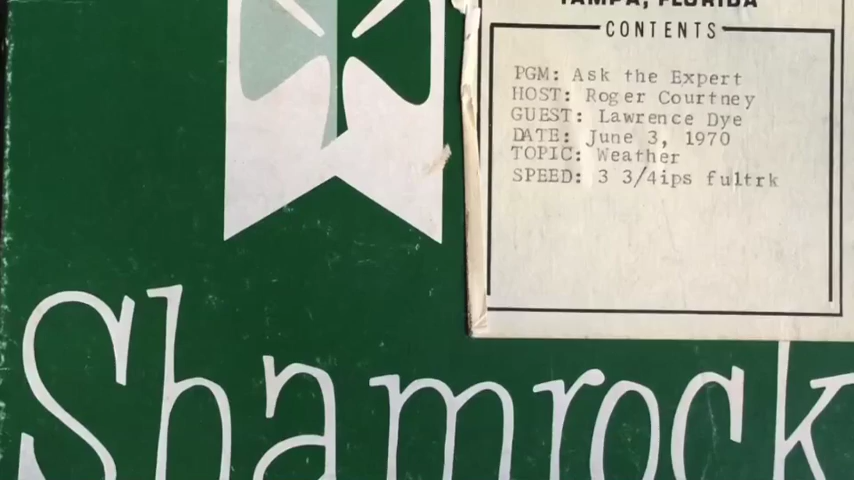 TAMPA, FLORIDA
CONTENTS
PGM: Ask the Expert
HOST: Roger Courtney
GUEST: Lawrence Dye
DATE: June 3, 1970
TOPIC: Weather
SPEED: 3 3/4ips fultrk
Shamrock